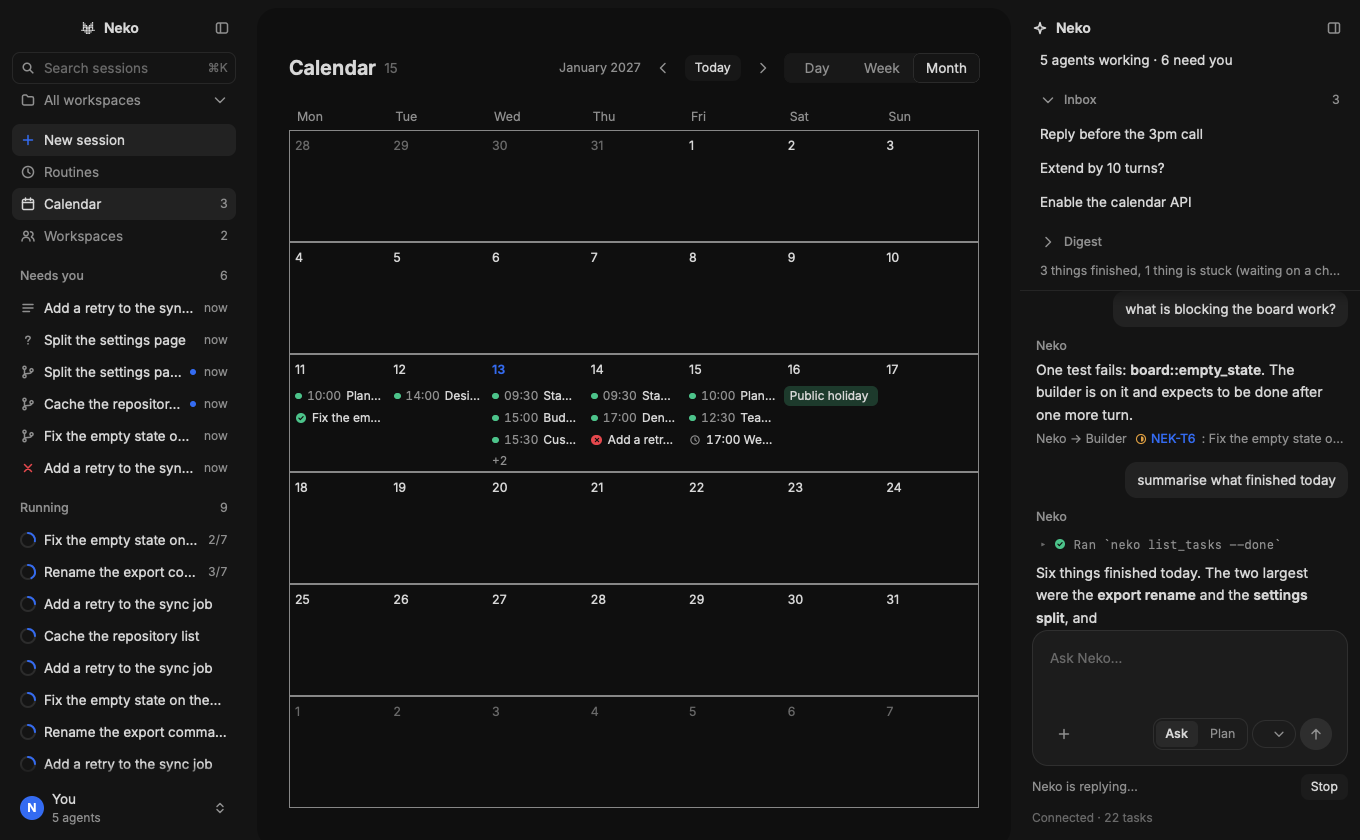 Neko
Search sessions ⌘K
All workspaces
New session
Routines
Calendar 3
Workspaces 2
Needs you 6
Add a retry to the syn... now
Split the settings page now
Split the settings pa... now
Cache the repositor... now
Fix the empty state o... now
Add a retry to the syn... now
Running 9
Fix the empty state on... 2/7
Rename the export co... 3/7
Add a retry to the sync job
Cache the repository list
Add a retry to the sync job
Fix the empty state on the...
Rename the export comma...
Add a retry to the sync job
N
You
5 agents
Calendar 15
January 2027
Today
Day Week Month
Mon Tue Wed Thu Fri Sat Sun
28 29 30 31 1 2 3
4 5 6 7 8 9 10
11 12 13 14 15 16 17
10:00 Plan... 14:00 Desi... 09:30 Sta... 09:30 Sta... 10:00 Plan... Public holiday
Fix the em... 15:00 Bud... 17:00 Den... 12:30 Tea...
15:30 Cus... Add a retr... 17:00 We...
+2
18 19 20 21 22 23 24
25 26 27 28 29 30 31
1 2 3 4 5 6 7
Neko
5 agents working · 6 need you
Inbox 3
Reply before the 3pm call
Extend by 10 turns?
Enable the calendar API
Digest
3 things finished, 1 thing is stuck (waiting on a ch...
what is blocking the board work?
Neko
One test fails: board::empty_state. The
builder is on it and expects to be done after
one more turn.
Neko → Builder NEK-T6 : Fix the empty state o...
summarise what finished today
Neko
Ran `neko list_tasks --done`
Six things finished today. The two largest
were the export rename and the settings
split, and
Ask Neko...
Ask Plan
Neko is replying... Stop
Connected · 22 tasks